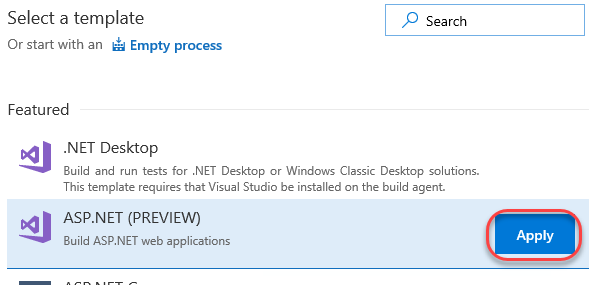 Select a template
Search
Or start with an Empty process
Featured
.NET Desktop
Build and run tests for .NET Desktop or Windows Classic Desktop solutions.
This template requires that Visual Studio be installed on the build agent.
ASP.NET (PREVIEW)
Build ASP.NET web applications
Apply
ASP.NET